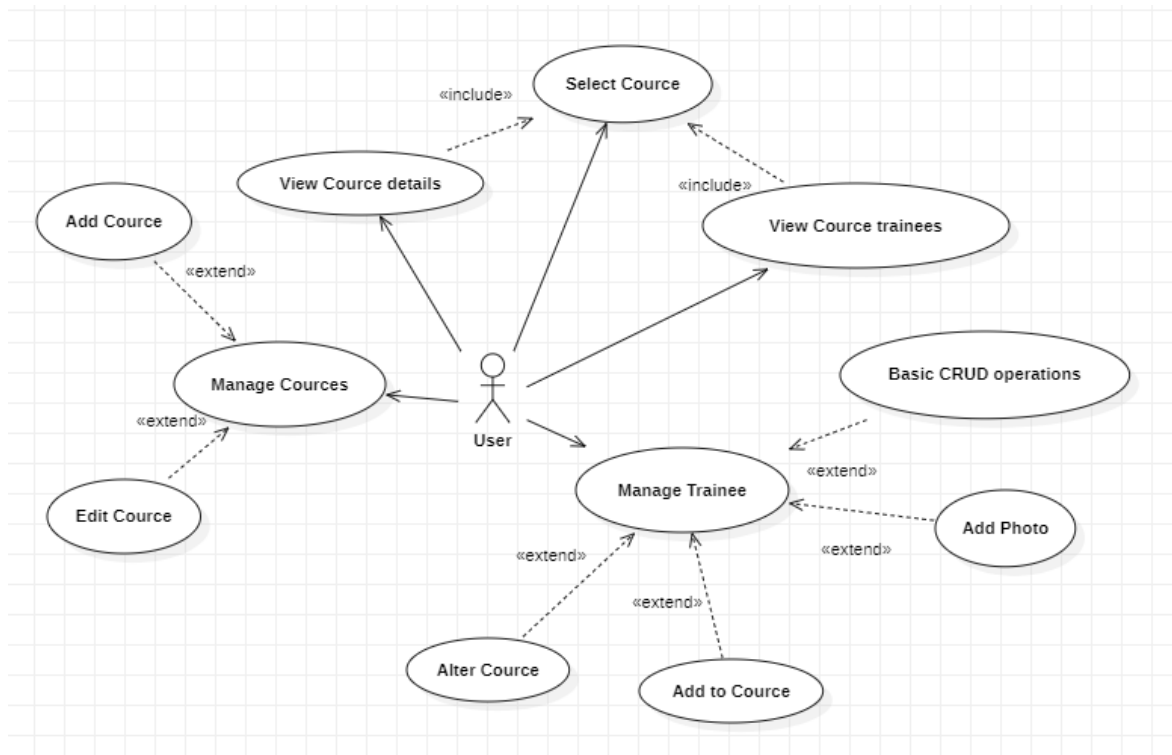 Select Cource
«include»
View Cource details
«include»
Add Cource
View Cource trainees
«extend»
Manage Cources
Basic CRUD operations
«extend»
User
«extend»
Manage Trainee
Edit Cource
Add Photo
«extend»
«extend»
«extend»
Alter Cource
Add to Cource